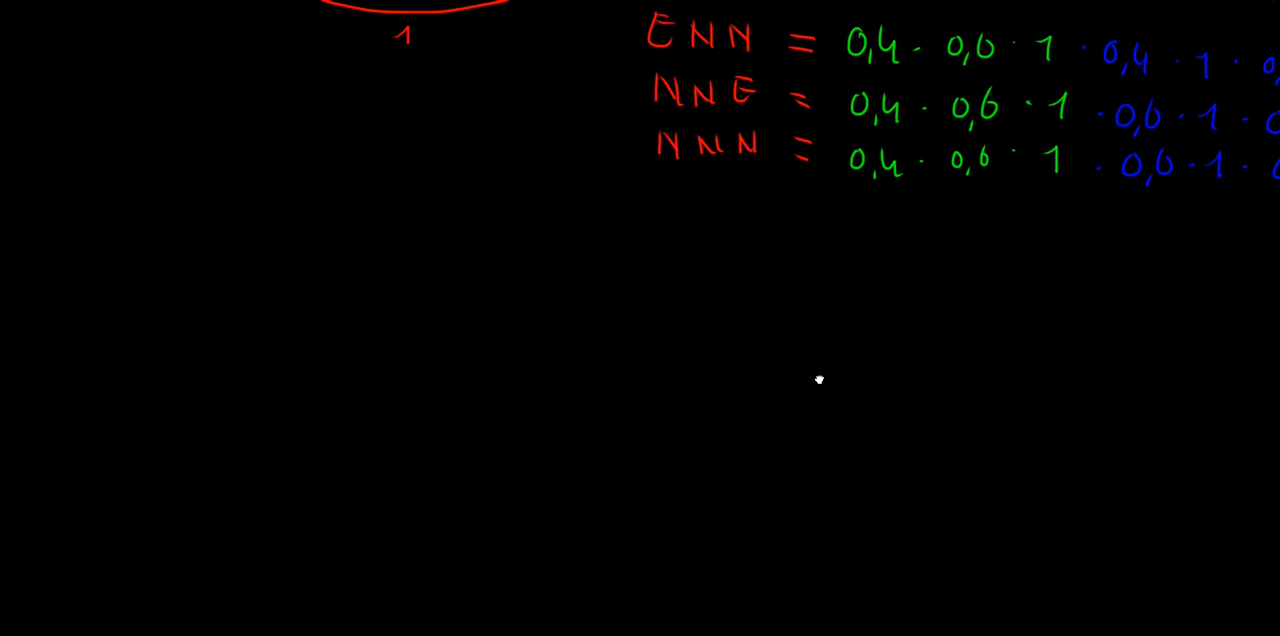 1
ENN = 0,4 · 0,6 · 1 · 0,4 · 1 ·
NNE = 0,4 · 0,6 · 1 · 0,6 · 1 ·
NNN = 0,4 · 0,6 · 1 · 0,6 · 1 ·